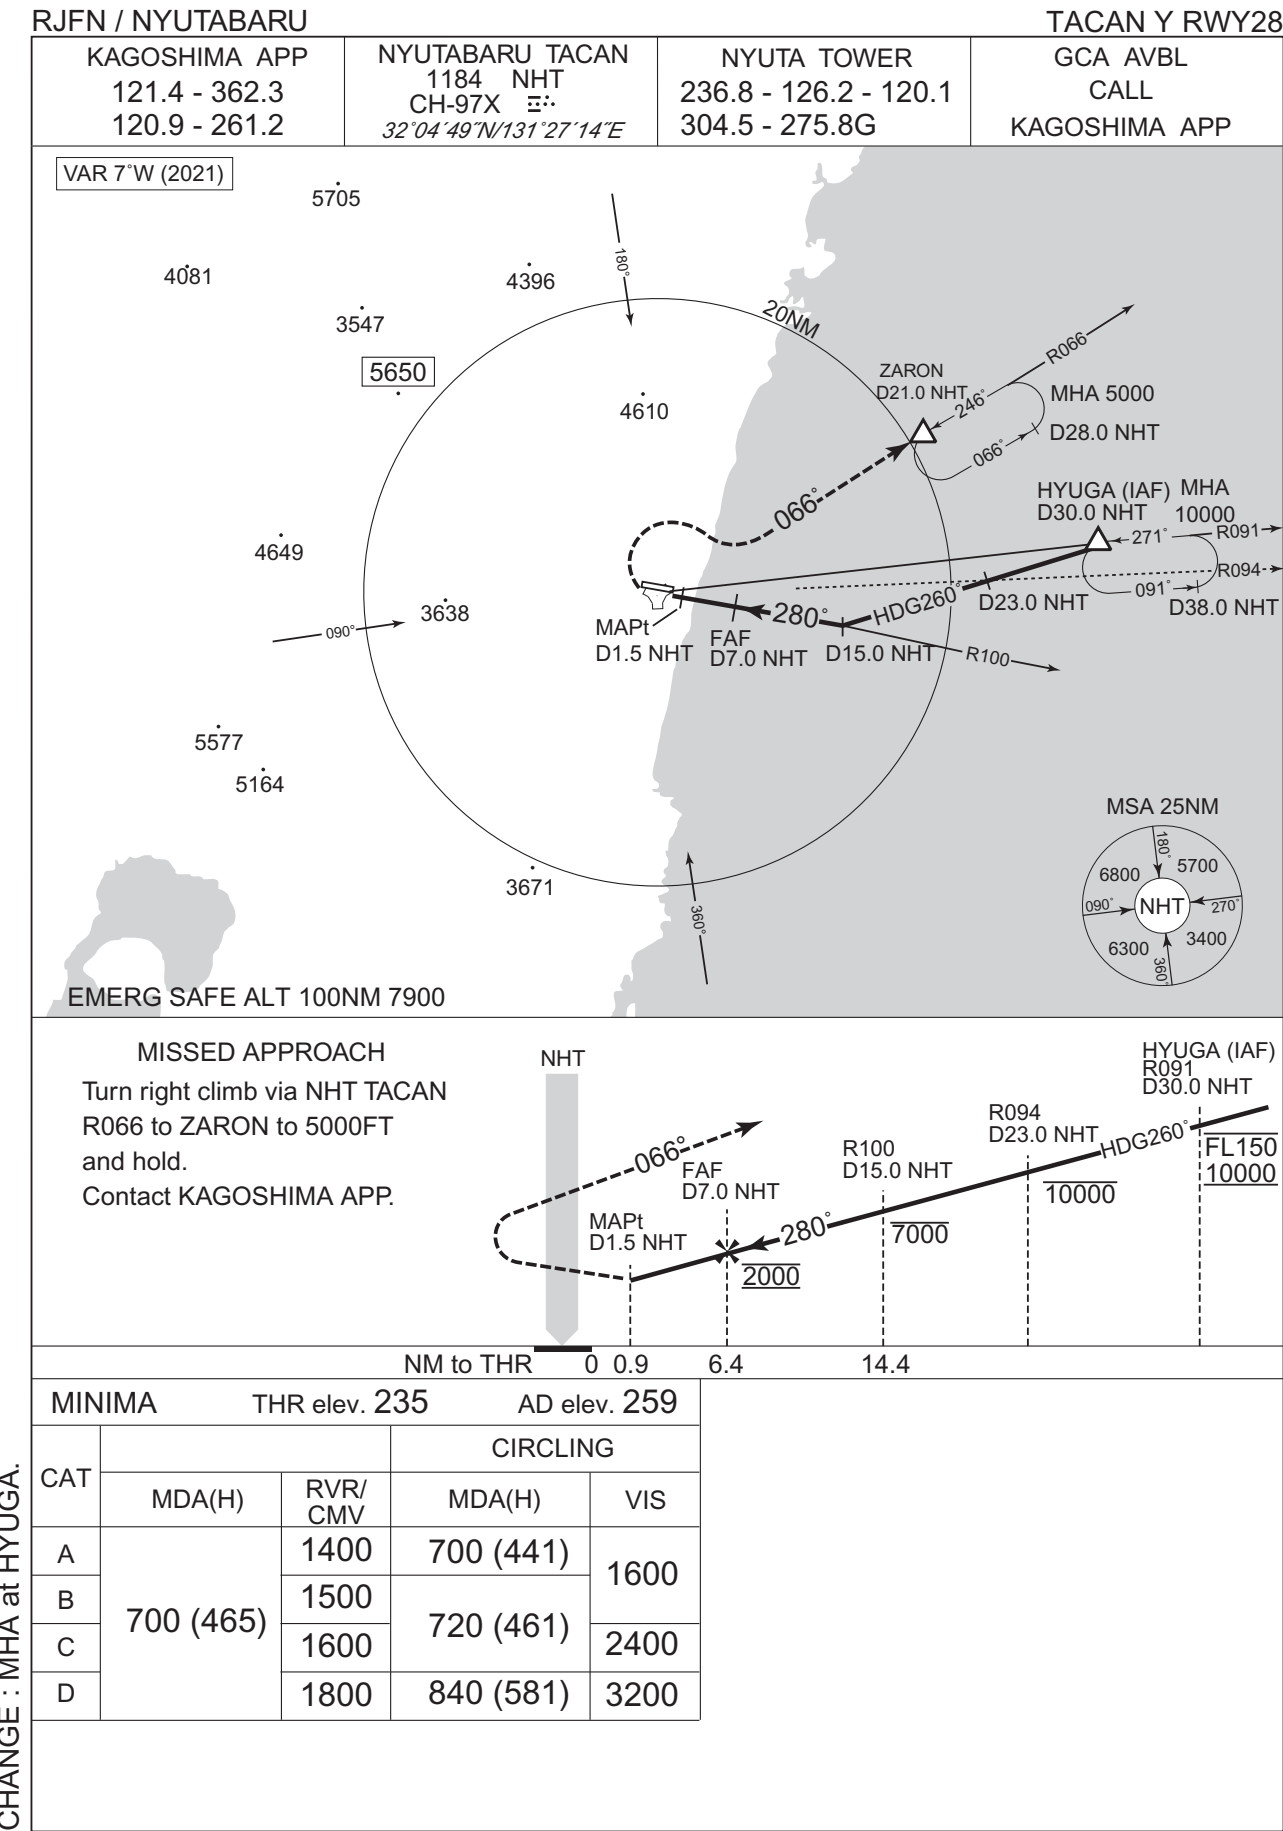 RJFN / NYUTABARU
TACAN Y RWY28
KAGOSHIMA APP
121.4 - 362.3
120.9 - 261.2
NYUTABARU TACAN
1184 NHT
CH-97X
32°04´49˝N/131°27´14˝E
NYUTA TOWER
236.8 - 126.2 - 120.1
304.5 - 275.8G
GCA AVBL
CALL
KAGOSHIMA APP
VAR 7°W (2021)
5705
4081
4396
180°
3547
20NM
5650
4610
ZARON
D21.0 NHT
R066
246°
MHA 5000
066°
D28.0 NHT
066°
HYUGA (IAF)
D30.0 NHT
MHA
10000
271°
R091
R094
091°
D38.0 NHT
4649
3638
090°
HDG260°
D23.0 NHT
280°
MAPt
D1.5 NHT
FAF
D7.0 NHT
D15.0 NHT
R100
5577
5164
3671
360°
MSA 25NM
180°
6800
5700
090°
NHT
270°
6300
3400
360°
EMERG SAFE ALT 100NM 7900
MISSED APPROACH
Turn right climb via NHT TACAN
R066 to ZARON to 5000FT
and hold.
Contact KAGOSHIMA APP.
NHT
066°
MAPt
D1.5 NHT
FAF
D7.0 NHT
2000
280°
R100
D15.0 NHT
7000
R094
D23.0 NHT
10000
HDG260°
HYUGA (IAF)
R091
D30.0 NHT
FL150
10000
NM to THR 0 0.9 6.4 14.4
MINIMA THR elev. 235 AD elev. 259
CAT
CIRCLING
MDA(H)
RVR/
CMV
MDA(H)
VIS
A 1400 700 (441)
1600
B 1500
700 (465)
720 (461)
C 1600 2400
D 1800 840 (581) 3200
CHANGE : MHA at HYUGA.